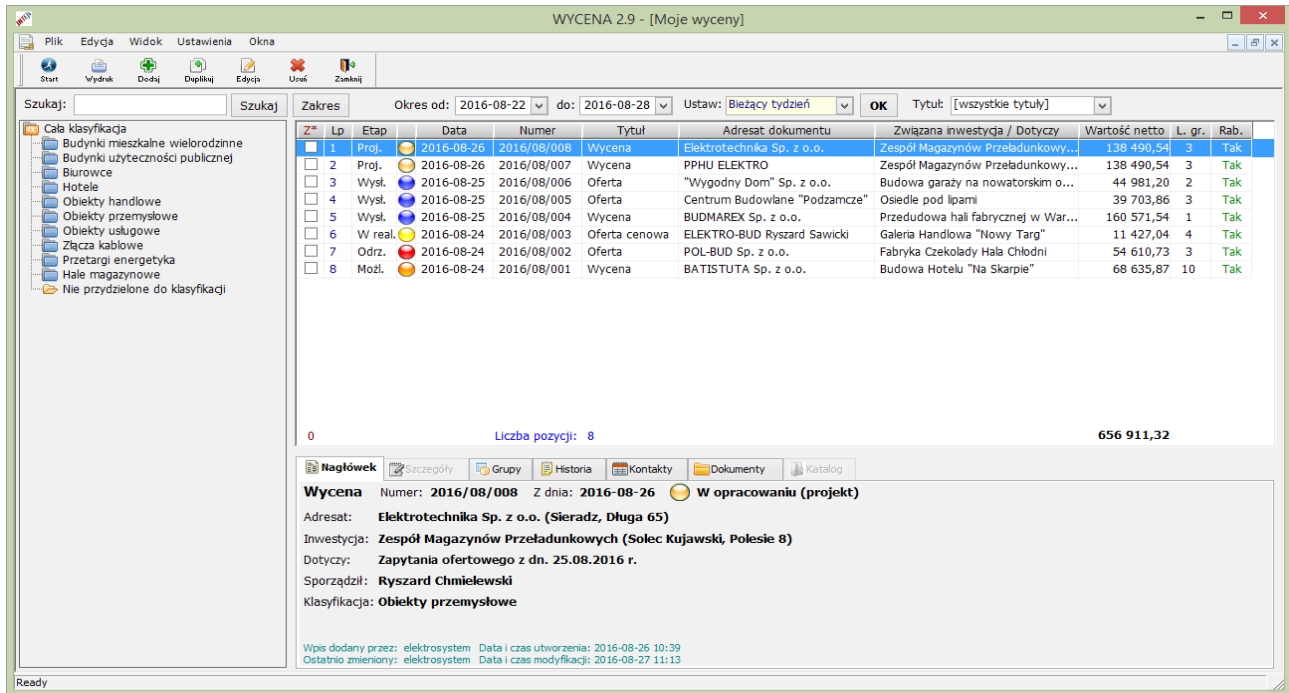 WYCENA 2.9 - [Moje wyceny]
Plik Edycja Widok Ustawienia Okna
Start Wydruk Dodaj Duplikuj Edycja Usuń Zamknij
Szukaj: Szukaj Zakres Okres od: 2016-08-22 do: 2016-08-28 Ustaw: Bieżący tydzień OK Tytuł: [wszystkie tytuły]
Cała klasyfikacja
Budynki mieszkalne wielorodzinne
Budynki użyteczności publicznej
Biurowce
Hotele
Obiekty handlowe
Obiekty przemysłowe
Obiekty usługowe
Złącza kablowe
Przetargi energetyka
Hale magazynowe
Nie przydzielone do klasyfikacji
Z* Lp Etap Data Numer Tytuł Adresat dokumentu Związana inwestycja / Dotyczy Wartość netto L. gr. Rab.
1 Proj. 2016-08-26 2016/08/008 Wycena Elektrotechnika Sp. z o.o. Zespół Magazynów Przeładunkowy... 138 490,54 3 Tak
2 Proj. 2016-08-26 2016/08/007 Wycena PPHU ELEKTRO Zespół Magazynów Przeładunkowy... 138 490,54 3 Tak
3 Wysł. 2016-08-25 2016/08/006 Oferta "Wygodny Dom" Sp. z o.o. Budowa garaży na nowatorskim o... 44 981,20 2 Tak
4 Wysł. 2016-08-25 2016/08/005 Oferta Centrum Budowlane "Podzamcze" Osiedle pod lipami 39 703,86 3 Tak
5 Wysł. 2016-08-25 2016/08/004 Wycena BUDMAREX Sp. z o.o. Przedudowa hali fabrycznej w War... 160 571,54 1 Tak
6 W real. 2016-08-24 2016/08/003 Oferta cenowa ELEKTRO-BUD Ryszard Sawicki Galeria Handlowa "Nowy Targ" 11 427,04 4 Tak
7 Odrz. 2016-08-24 2016/08/002 Oferta POL-BUD Sp. z o.o. Fabryka Czekolady Hala Chłodni 54 610,73 3 Tak
8 Możl. 2016-08-24 2016/08/001 Wycena BATISTUTA Sp. z o.o. Budowa Hotelu "Na Skarpie" 68 635,87 10 Tak
0 Liczba pozycji: 8 656 911,32
Nagłówek Szczegóły Grupy Historia Kontakty Dokumenty Katalog
Wycena Numer: 2016/08/008 Z dnia: 2016-08-26 W opracowaniu (projekt)
Adresat: Elektrotechnika Sp. z o.o. (Sieradz, Długa 65)
Inwestycja: Zespół Magazynów Przeładunkowych (Solec Kujawski, Polesie 8)
Dotyczy: Zapytania ofertowego z dn. 25.08.2016 r.
Sporządził: Ryszard Chmielewski
Klasyfikacja: Obiekty przemysłowe
Wpis dodany przez: elektrosystem Data i czas utworzenia: 2016-08-26 10:39
Ostatnio zmieniony: elektrosystem Data i czas modyfikacji: 2016-08-27 11:13
Ready